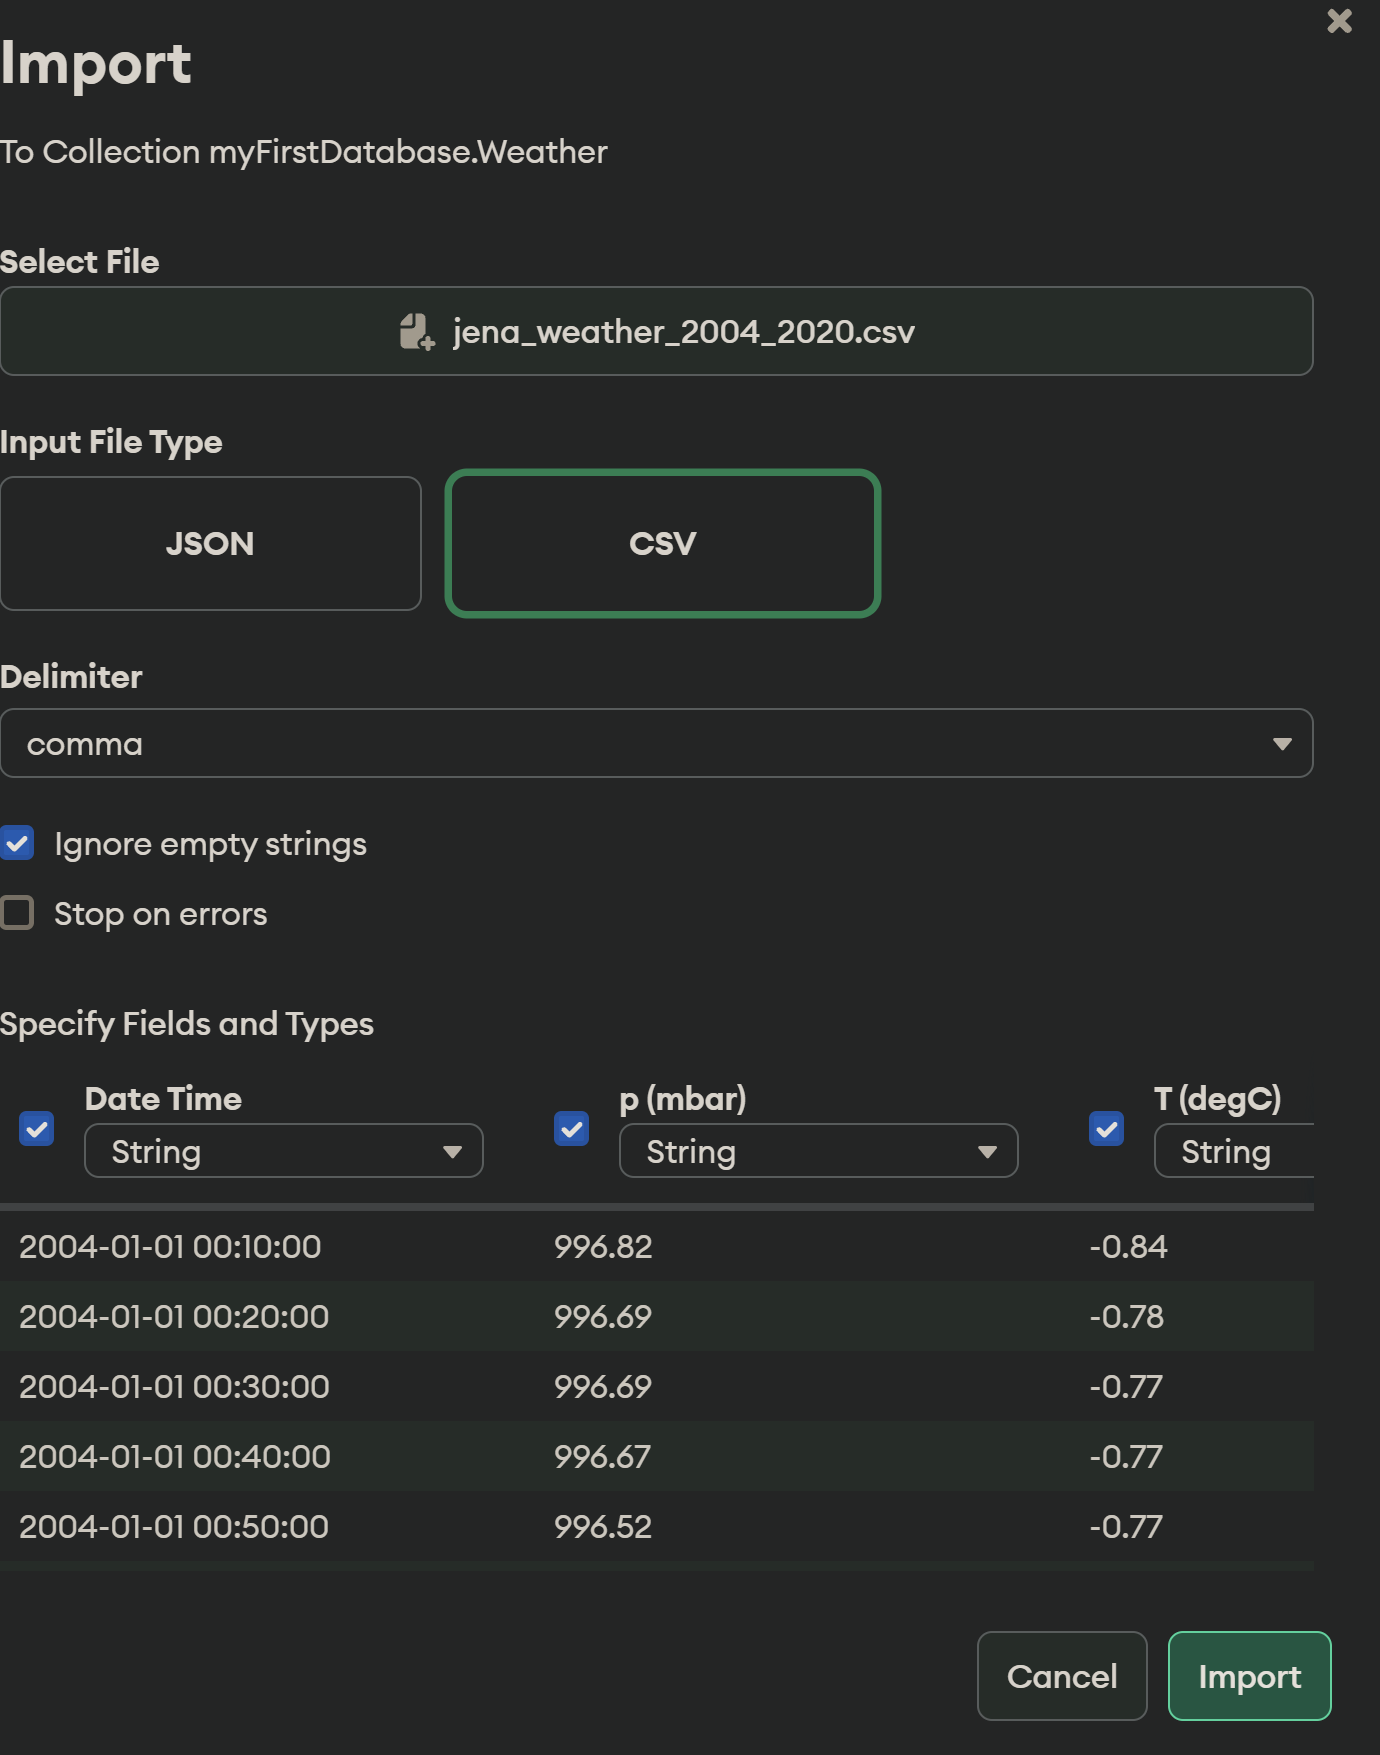 Import
To Collection myFirstDatabase.Weather
Select File
jena_weather_2004_2020.csv
Input File Type
JSON CSV
Delimiter
comma
Ignore empty strings
Stop on errors
Specify Fields and Types
Date Time p (mbar) T (degC)
String String String
2004-01-01 00:10:00 996.82 -0.84
2004-01-01 00:20:00 996.69 -0.78
2004-01-01 00:30:00 996.69 -0.77
2004-01-01 00:40:00 996.67 -0.77
2004-01-01 00:50:00 996.52 -0.77
Cancel Import